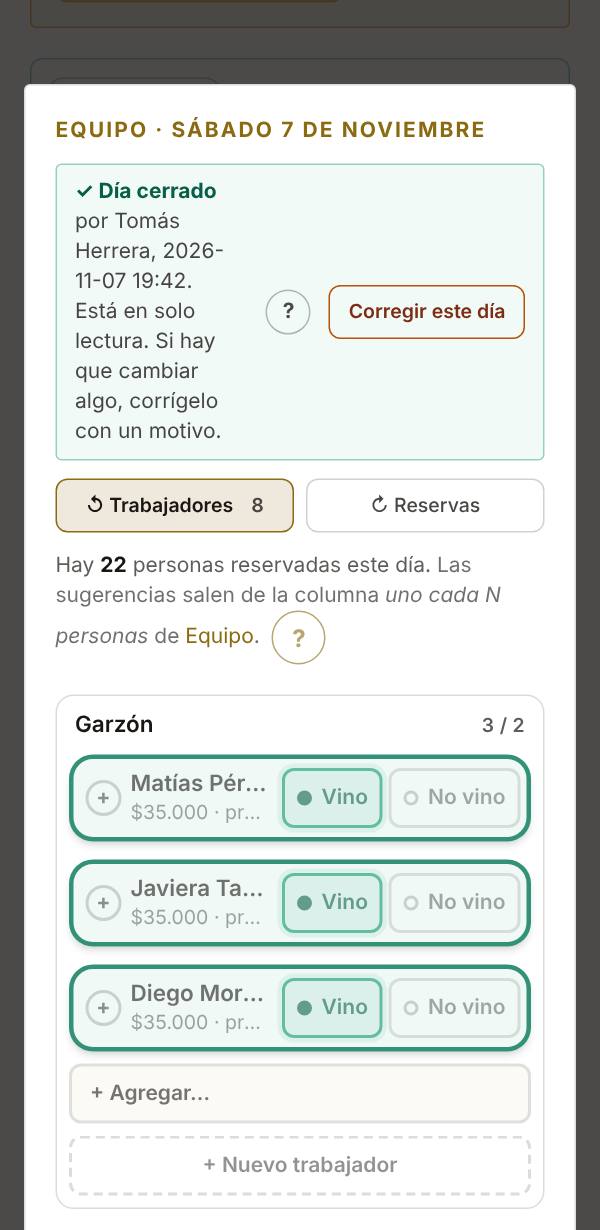 EQUIPO · SÁBADO 7 DE NOVIEMBRE
✓ Día cerrado
por Tomás
Herrera, 2026-
11-07 19:42.
Está en solo
lectura. Si hay
que cambiar
algo, corrígelo
con un motivo.
?
Corregir este día
↺ Trabajadores 8
↻ Reservas
Hay 22 personas reservadas este día. Las
sugerencias salen de la columna uno cada N
personas de Equipo. ?
Garzón 3 / 2
+ Matías Pér... Vino No vino
$35.000 · pr...
+ Javiera Ta... Vino No vino
$35.000 · pr...
+ Diego Mor... Vino No vino
$35.000 · pr...
+ Agregar...
+ Nuevo trabajador